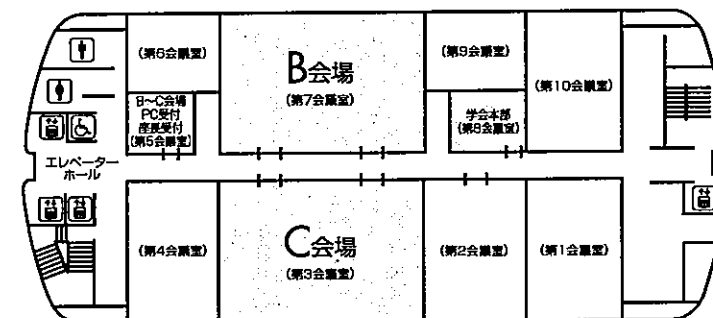 (第6会議室)
B会場
(第7会議室)
(第9会議室)
(第10会議室)
B~C会場
PC受付
座長受付
(第5会議室)
学会本部
(第8会議室)
エレベーター
ホール
(第4会議室)
C会場
(第3会議室)
(第2会議室)
(第1会議室)